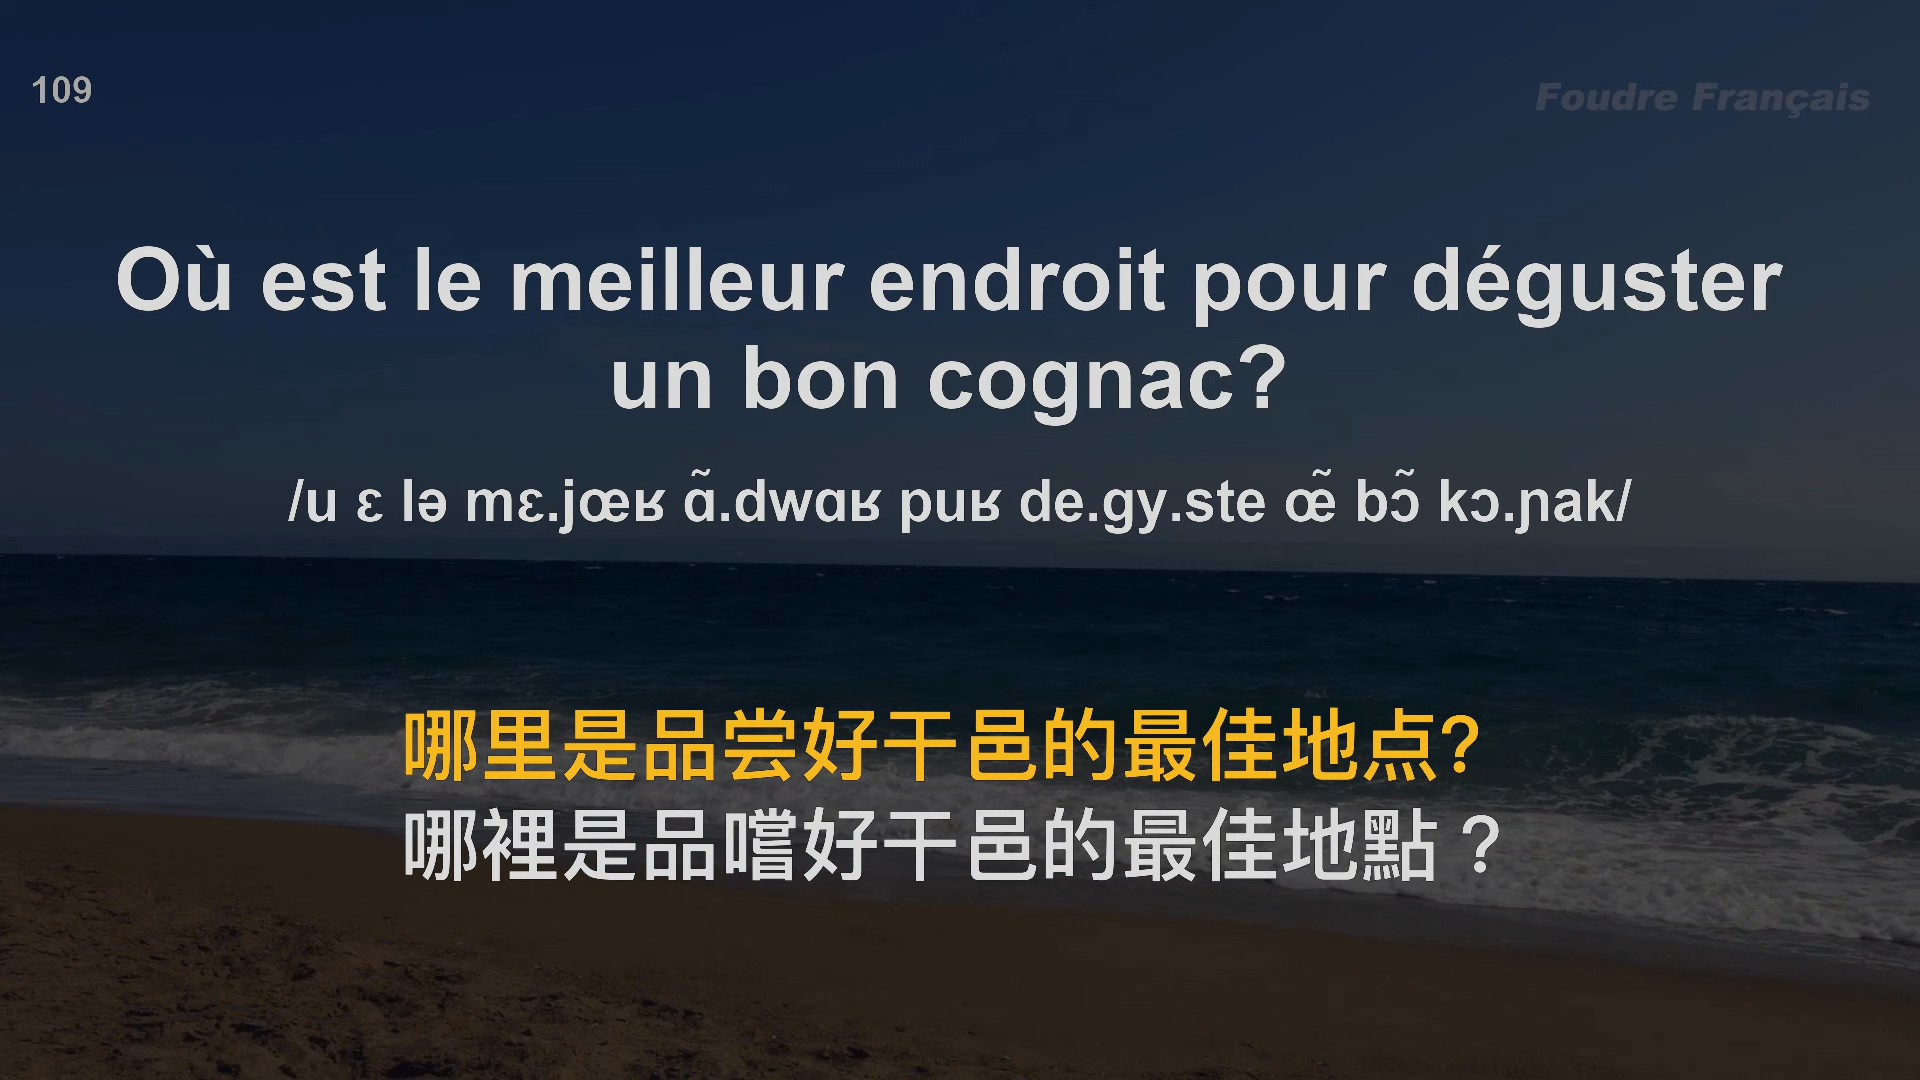 109
Foudre Français
Où est le meilleur endroit pour déguster
un bon cognac?
/u ɛ lə mɛ.jœʁ ɑ̃.dwɑʁ puʁ de.gy.ste œ̃ bɔ̃ kɔ.ɲak/
哪里是品尝好干邑的最佳地点?
哪裡是品嚐好干邑的最佳地點？